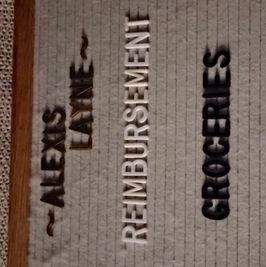 ~ALEXIS
LAYNE~
REIMBURSEMENT
GROCERIES